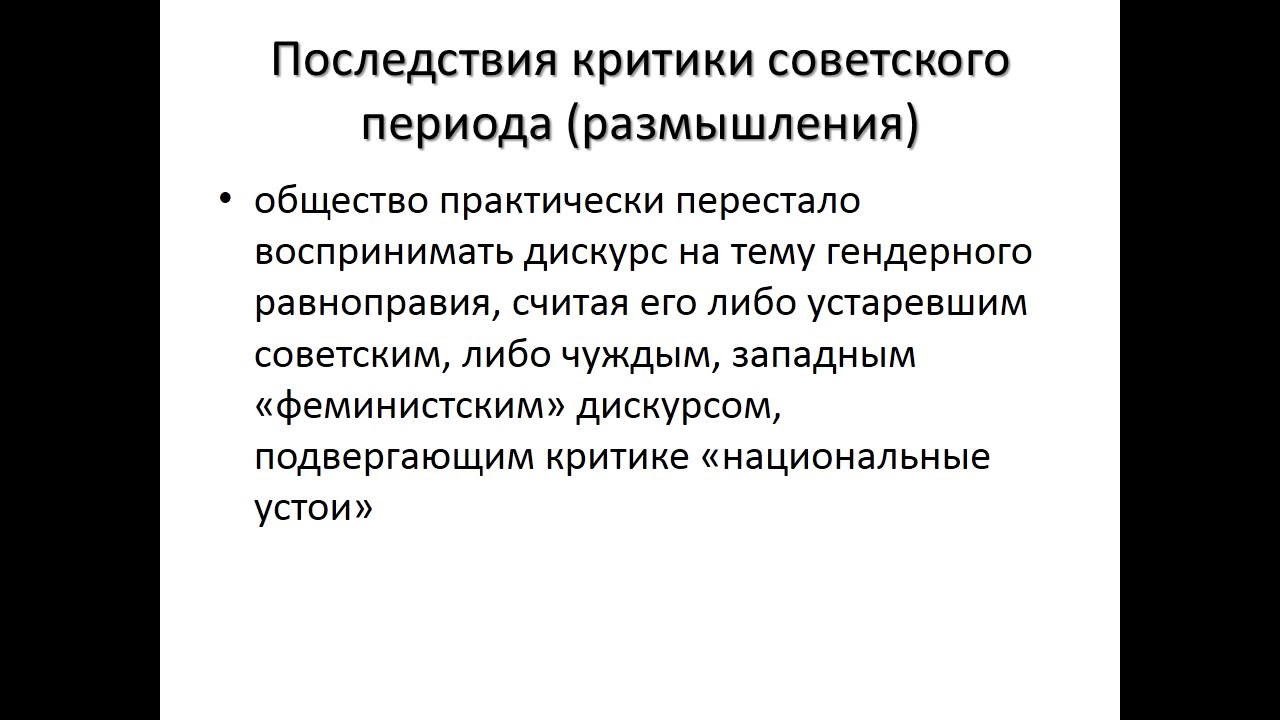 Последствия критики советского
периода (размышления)
• общество практически перестало
воспринимать дискурс на тему гендерного
равноправия, считая его либо устаревшим
советским, либо чуждым, западным
«феминистским» дискурсом,
подвергающим критике «национальные
устои»